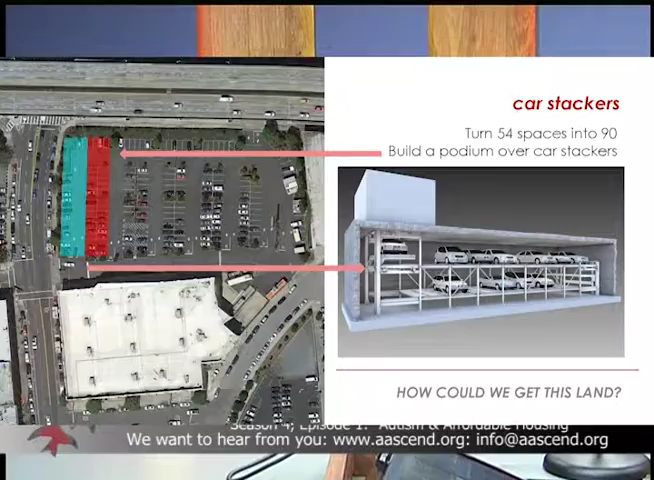 car stackers
Turn 54 spaces into 90
Build a podium over car stackers
HOW COULD WE GET THIS LAND?
Season 4, Episode 1: "Autism & Affordable Housing
We want to hear from you: www.aascend.org: info@aascend.org